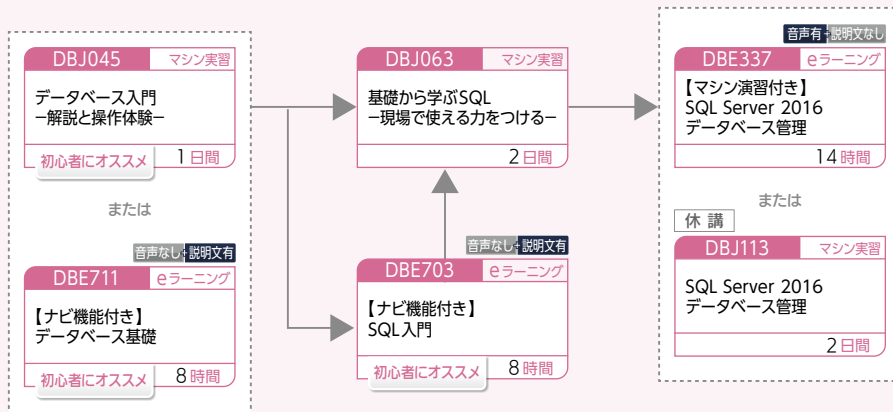 DBJ045 マシン実習
データベース入門
−解説と操作体験−
初心者にオススメ 1日間
または
音声なし+説明文有
DBE711 eラーニング
【ナビ機能付き】
データベース基礎
初心者にオススメ 8時間
DBJ063 マシン実習
基礎から学ぶSQL
−現場で使える力をつける−
2日間
音声なし+説明文有
DBE703 eラーニング
【ナビ機能付き】
SQL入門
初心者にオススメ 8時間
音声有+説明文なし
DBE337 eラーニング
【マシン演習付き】
SQL Server 2016
データベース管理
14時間
または
休講
DBJ113 マシン実習
SQL Server 2016
データベース管理
2日間